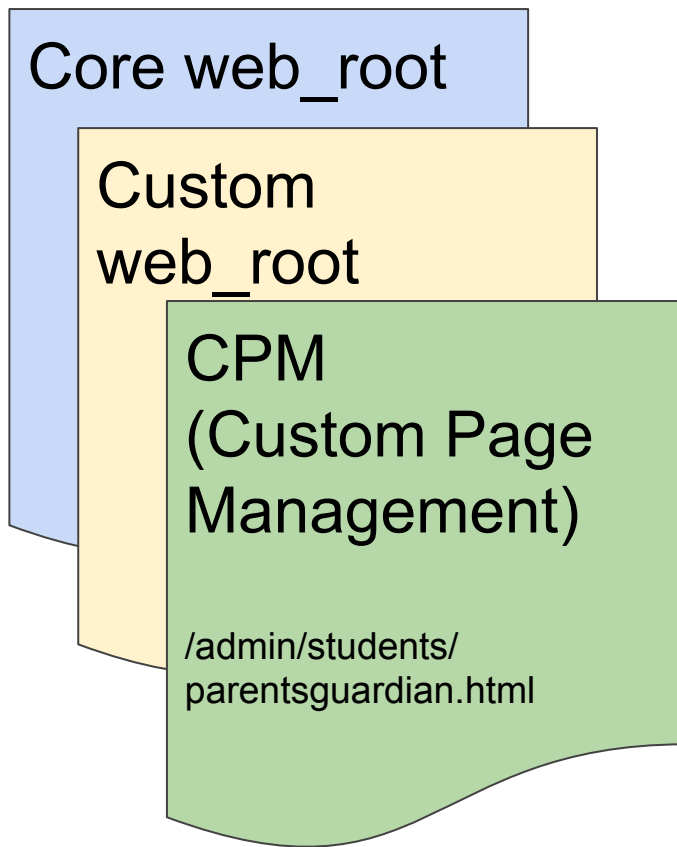 Core web_root
Custom
web_root
CPM
(Custom Page
Management)
/admin/students/
parentsguardian.html